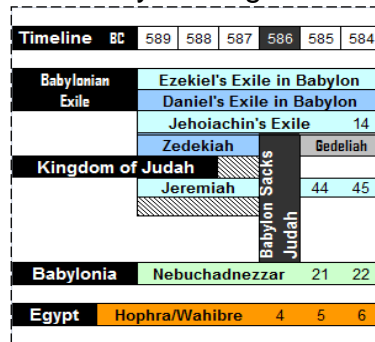 Timeline BC 589 588 587 586 585 584
Babylonian Exile
Ezekiel's Exile in Babylon
Daniel's Exile in Babylon
Jehoiachin's Exile 14
Zedekiah Gedeliah
Kingdom of Judah
Jeremiah 44 45
Babylon Sacks Judah
Babylonia Nebuchadnezzar 21 22
Egypt Hophra/Wahibre 4 5 6